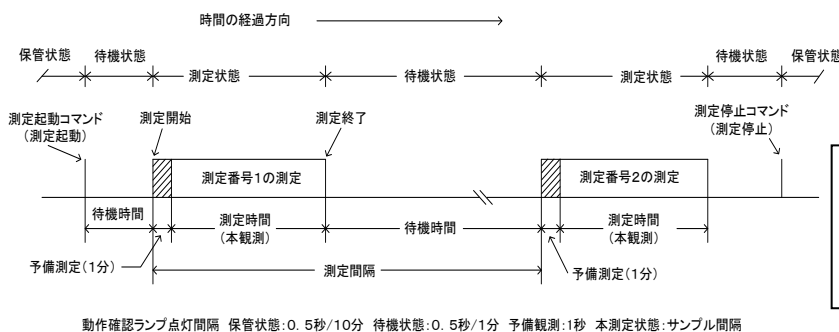 時間の経過方向
保管状態 待機状態 測定状態 待機状態 測定状態 待機状態 保管状態
測定起動コマンド
(測定起動)
測定開始
測定終了
測定停止コマンド
(測定停止)
測定番号1の測定
測定番号2の測定
待機時間
測定時間
(本観測)
待機時間
測定時間
(本観測)
予備測定(1分)
測定間隔
予備測定(1分)
動作確認ランプ点灯間隔 保管状態:0.5秒/10分 待機状態:0.5秒/1分 予備観測:1秒 本測定状態:サンプル間隔